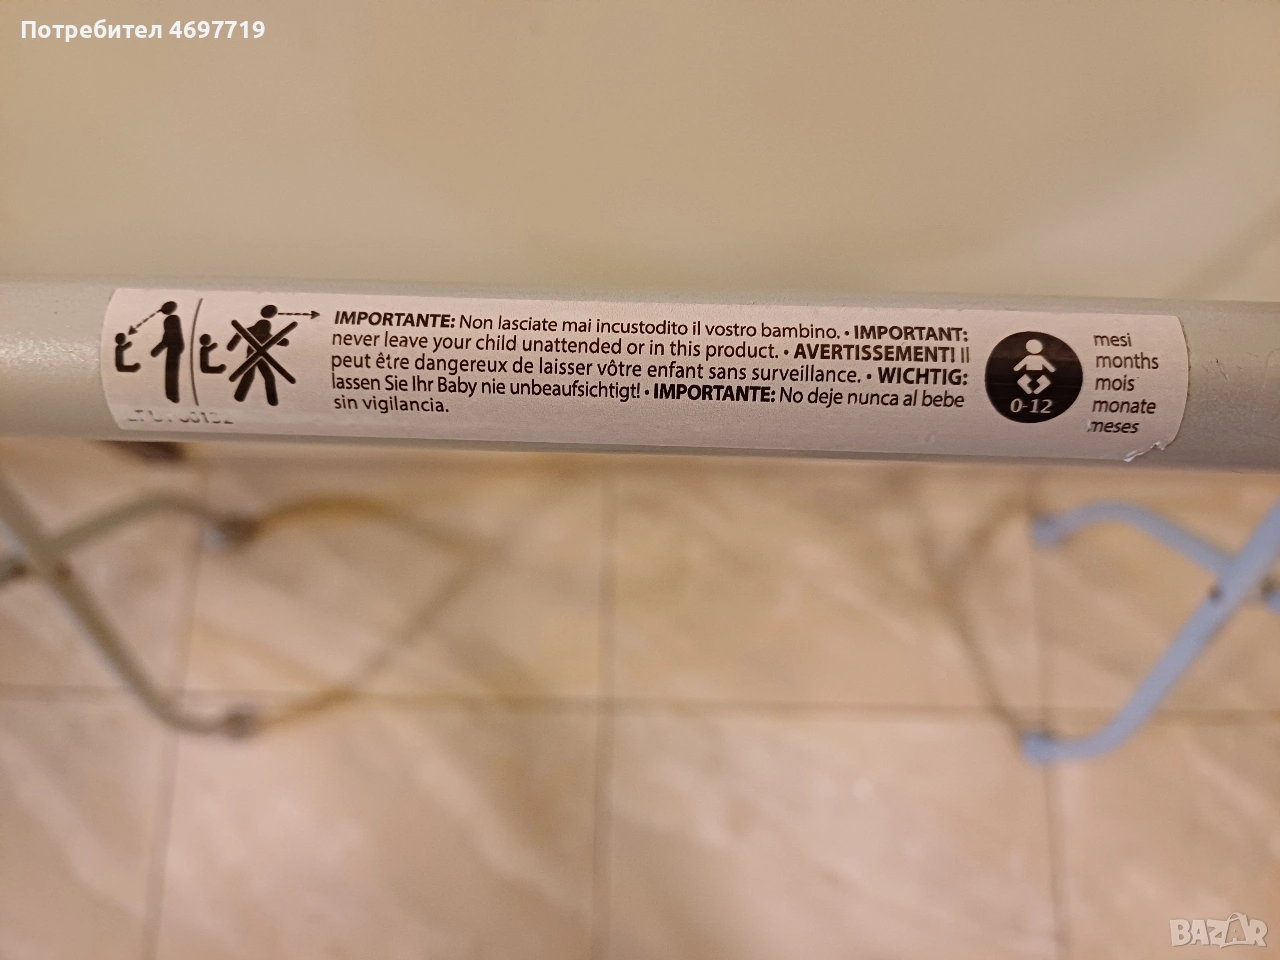 Потребител 4697719
IMPORTANTE: Non lasciate mai incustodito il vostro bambino. • IMPORTANT:
never leave your child unattended or in this product. • AVERTISSEMENT! Il
peut être dangereux de laisser vôtre enfant sans surveillance. • WICHTIG:
lassen Sie Ihr Baby nie unbeaufsichtigt! • IMPORTANTE: No deje nunca al bebe
sin vigilancia.
0-12
mesi
months
mois
monate
meses
BAZAR